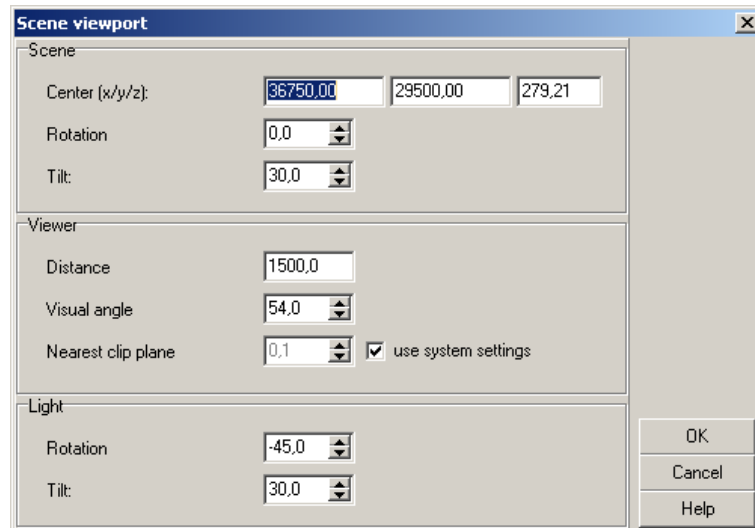 Scene viewport
Scene
Center (x/y/z): 36750,00 29500,00 279,21
Rotation 0,0
Tilt: 30,0
Viewer
Distance 1500,0
Visual angle 54,0
Nearest clip plane 0,1 use system settings
Light
Rotation -45,0
Tilt: 30,0
OK
Cancel
Help